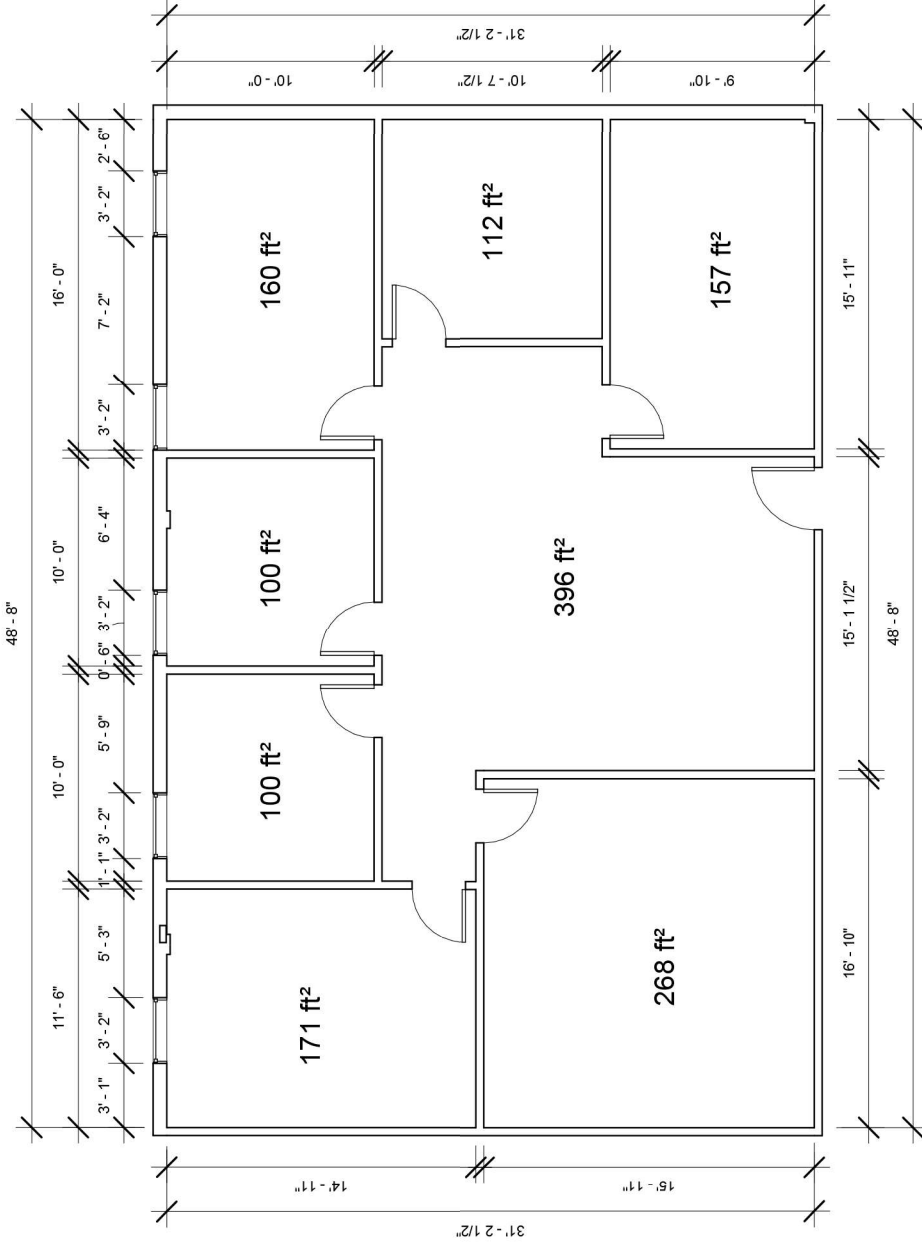 48' - 8"
16' - 0"
10' - 0"
10' - 0"
11' - 6"
2' - 6"
3' - 2"
7' - 2"
3' - 2"
6' - 4"
3' - 2"
0' - 6"
5' - 9"
3' - 2"
1' - 1"
5' - 3"
3' - 2"
3' - 1"
31' - 2 1/2"
10' - 0"
10' - 7 1/2"
9' - 10"
160 ft²
112 ft²
157 ft²
100 ft²
396 ft²
100 ft²
171 ft²
268 ft²
14' - 11"
15' - 11"
31' - 2 1/2"
15' - 11"
15' - 1 1/2"
16' - 10"
48' - 8"